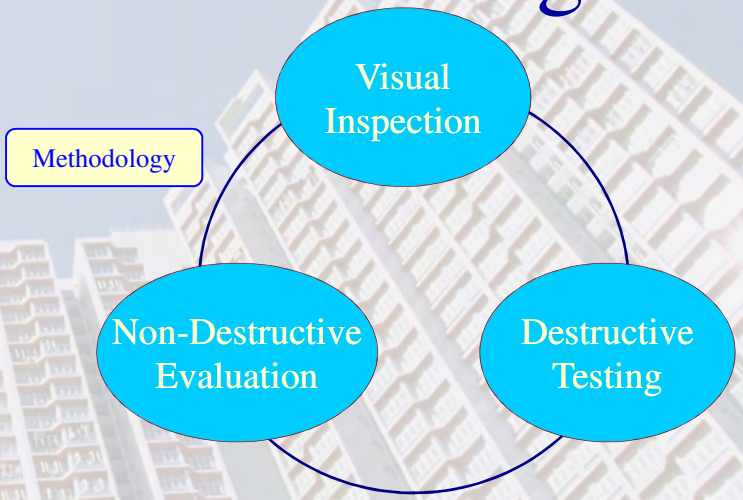 Visual
Inspection
Methodology
Non-Destructive
Evaluation
Destructive
Testing